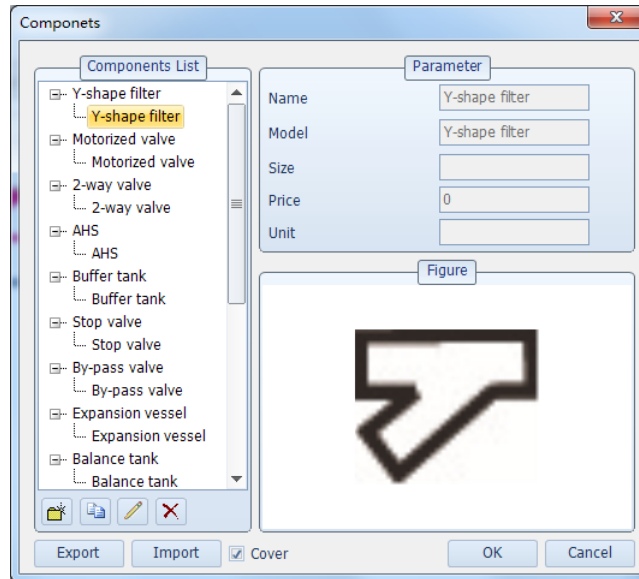 Componets
Components List
Y-shape filter
Y-shape filter
Motorized valve
Motorized valve
2-way valve
2-way valve
AHS
AHS
Buffer tank
Buffer tank
Stop valve
Stop valve
By-pass valve
By-pass valve
Expansion vessel
Expansion vessel
Balance tank
Balance tank
Parameter
Name Y-shape filter
Model Y-shape filter
Size
Price 0
Unit
Figure
Export Import Cover OK Cancel